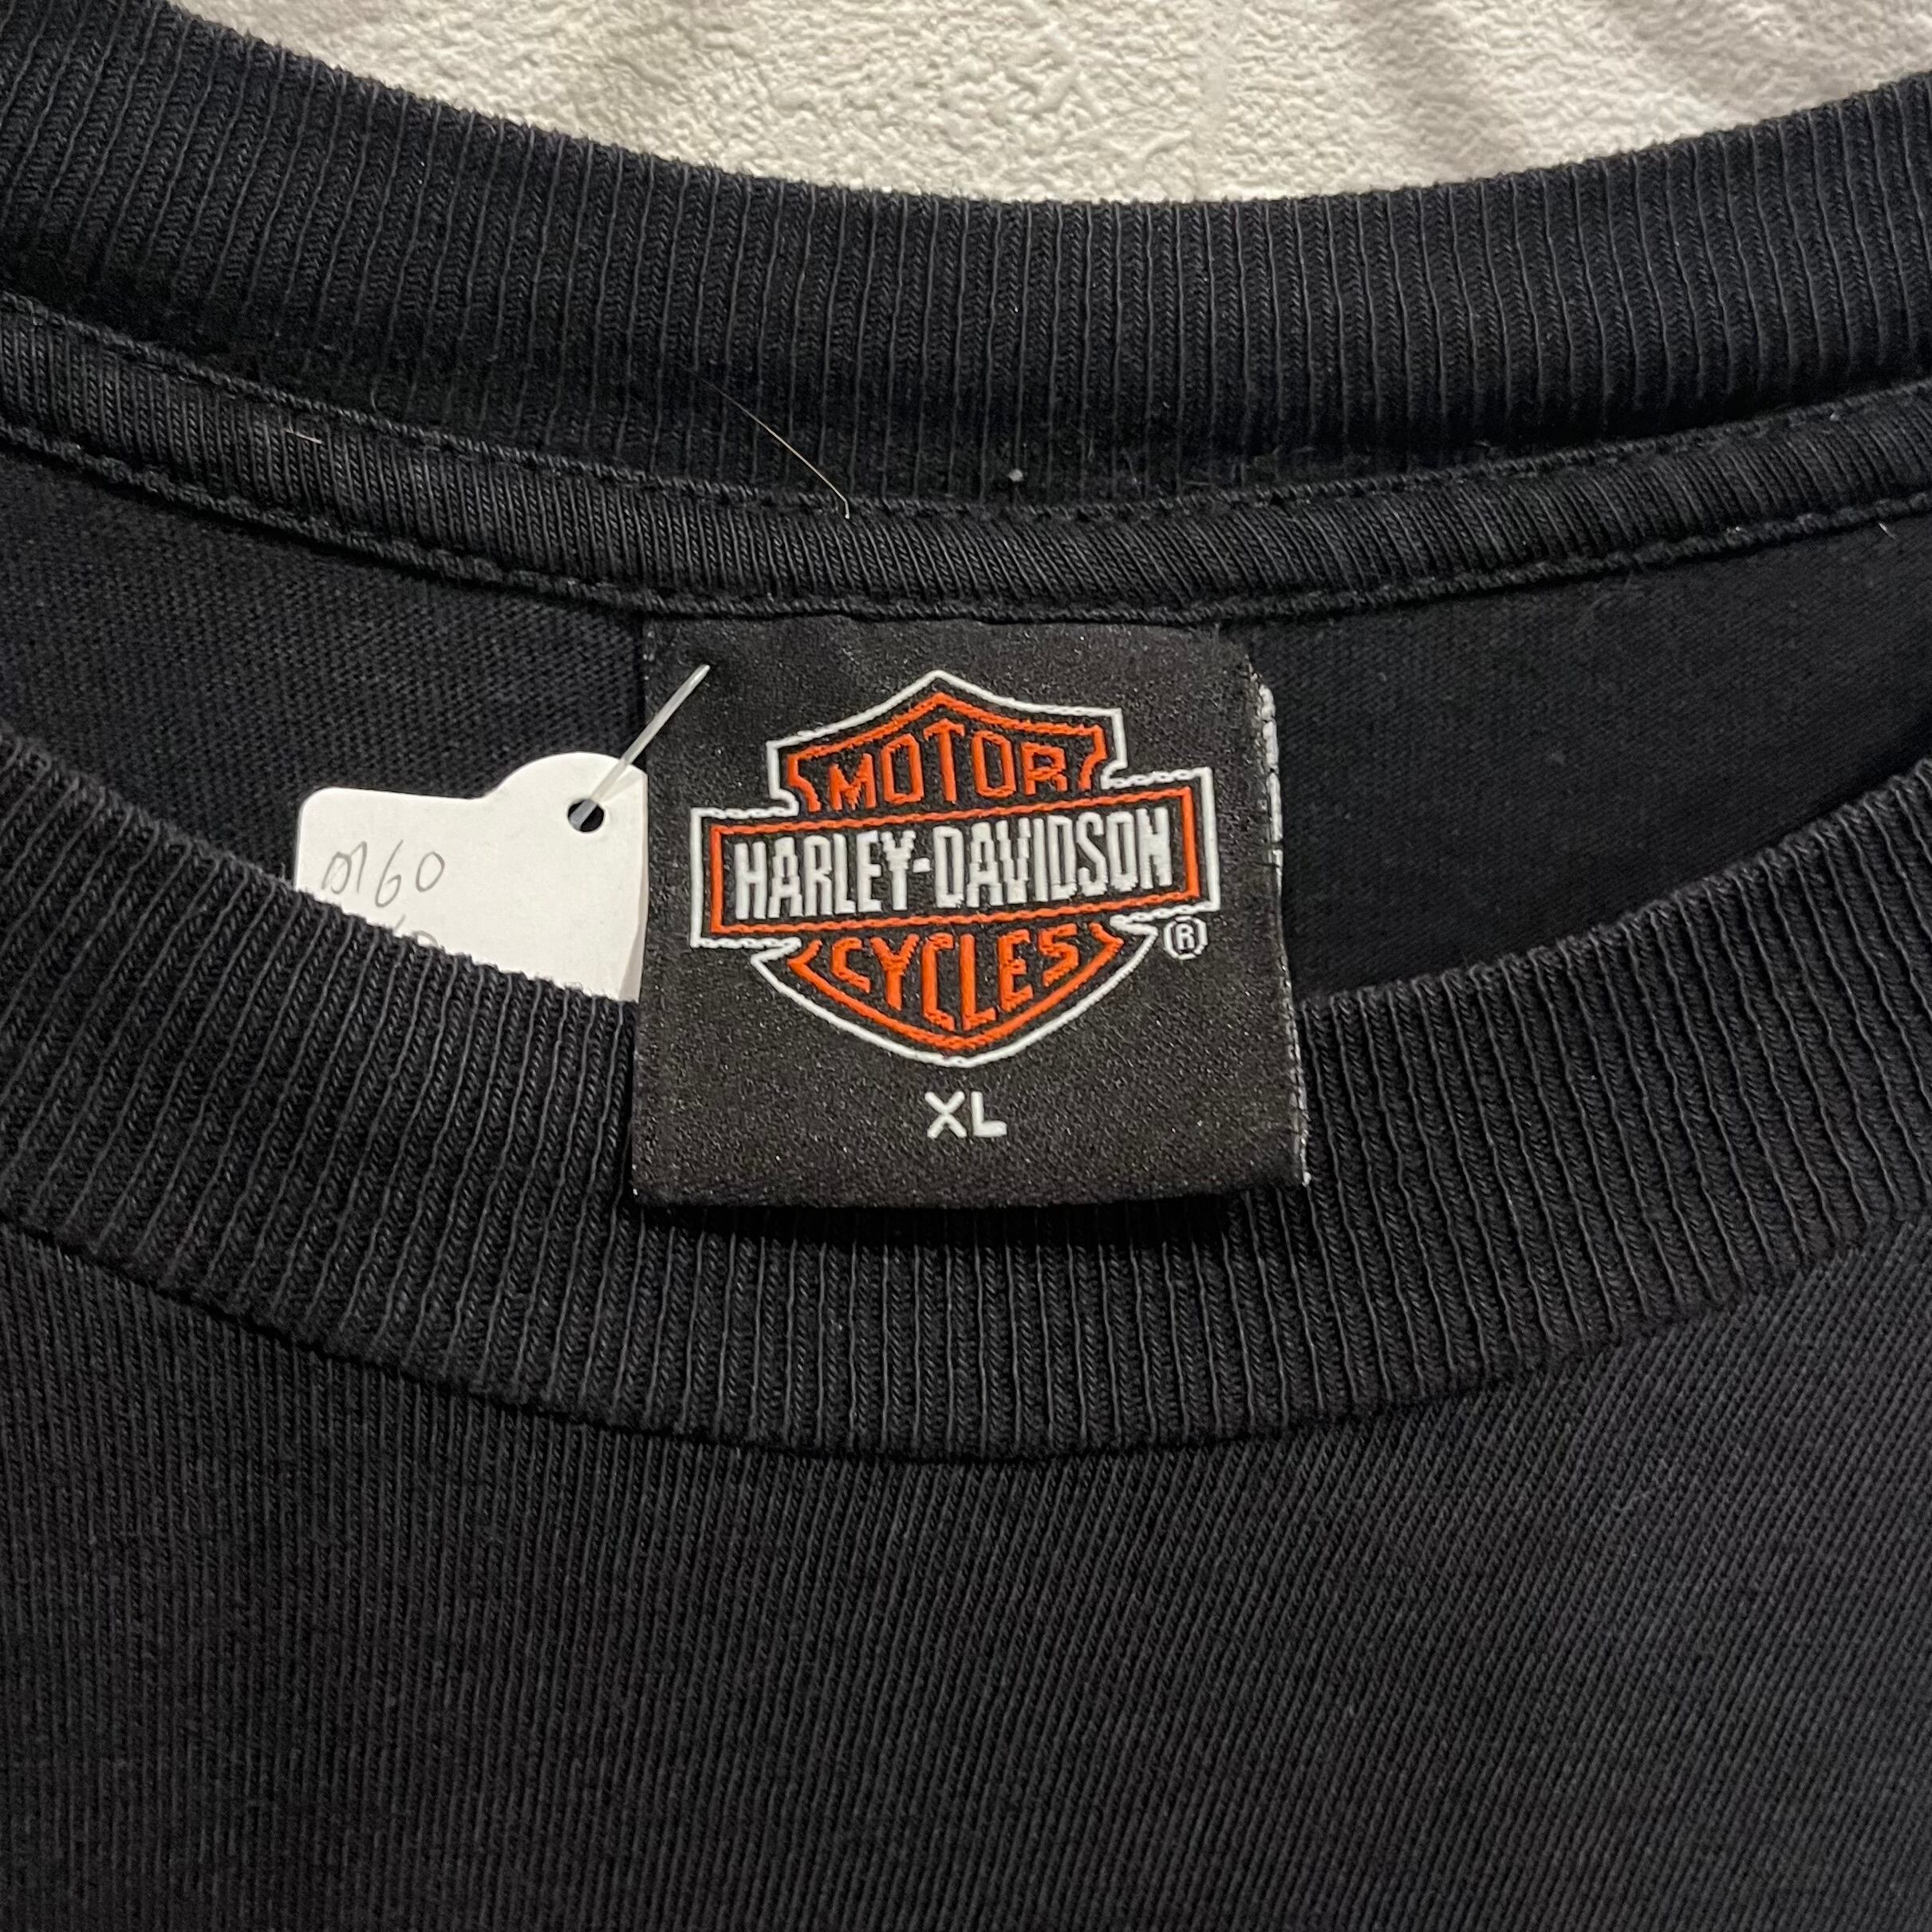 MOTOR
HARLEY-DAVIDSON
CYCLES ®
XL